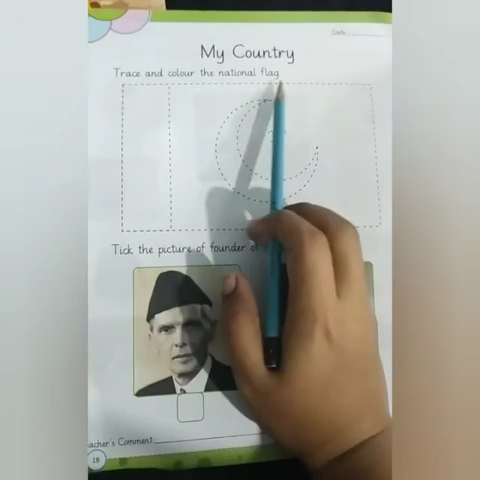 Date:
My Country
Trace and colour the national flag
Tick the picture of founder of
eacher's Comment:
18